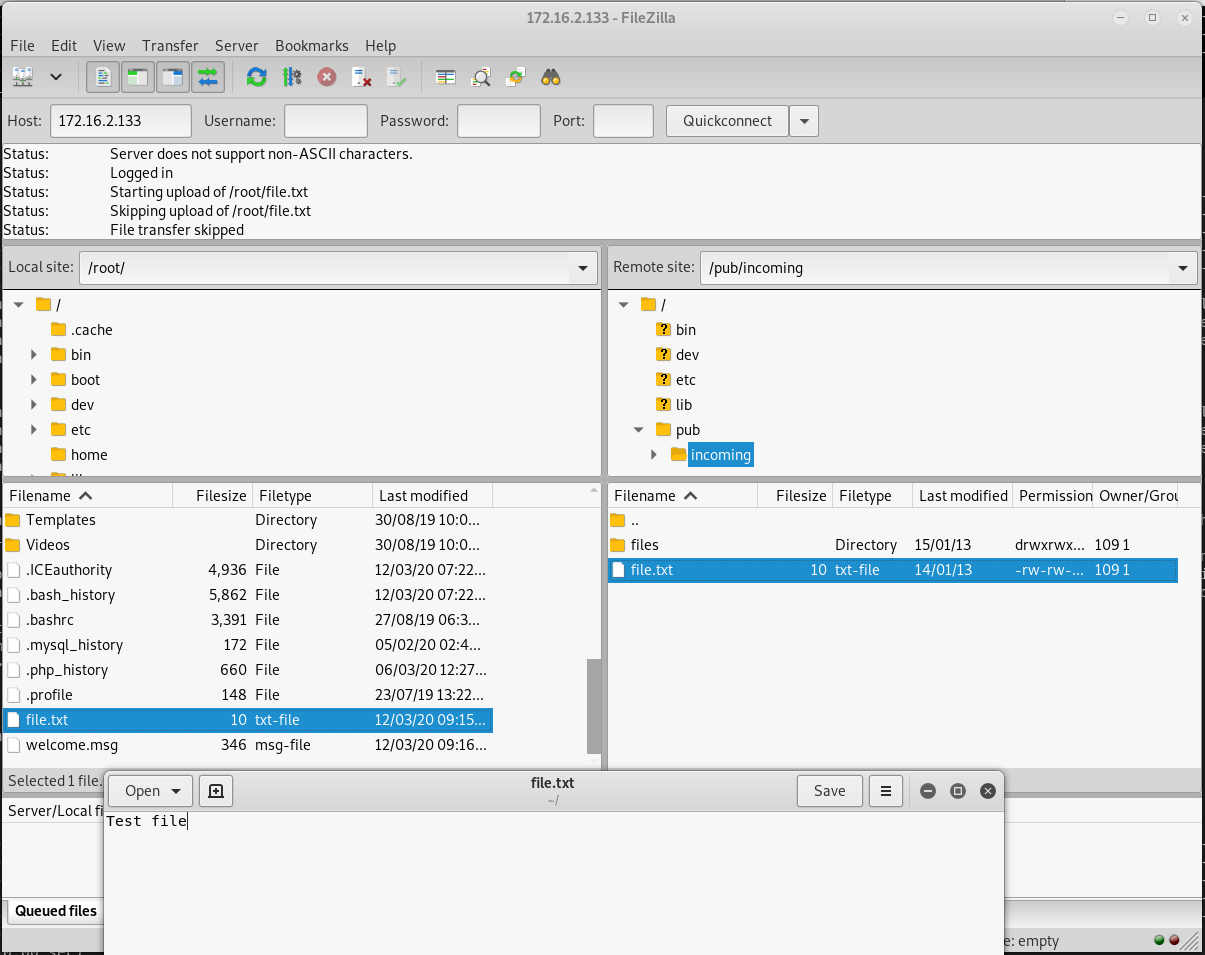 172.16.2.133 - FileZilla
File Edit View Transfer Server Bookmarks Help
Host: 172.16.2.133 Username: Password: Port: Quickconnect
Status: Server does not support non-ASCII characters.
Status: Logged in
Status: Starting upload of /root/file.txt
Status: Skipping upload of /root/file.txt
Status: File transfer skipped
Local site: /root/
/
.cache
bin
boot
dev
etc
home
Remote site: /pub/incoming
/
? bin
? dev
? etc
? lib
pub
incoming
Filename Filesize Filetype Last modified
Templates Directory 30/08/19 10:0...
Videos Directory 30/08/19 10:0...
.ICEauthority 4,936 File 12/03/20 07:22...
.bash_history 5,862 File 12/03/20 07:22...
.bashrc 3,391 File 27/08/19 06:3...
.mysql_history 172 File 05/02/20 02:4...
.php_history 660 File 06/03/20 12:27...
.profile 148 File 23/07/19 13:22...
file.txt 10 txt-file 12/03/20 09:15...
welcome.msg 346 msg-file 12/03/20 09:16...
Selected 1 file.
Filename Filesize Filetype Last modified Permission Owner/Grou
..
files Directory 15/01/13 drwxrwx... 109 1
file.txt 10 txt-file 14/01/13 -rw-rw-... 109 1
Server/Local fi
Queued files
e: empty
Open file.txt Save
~/
Test file